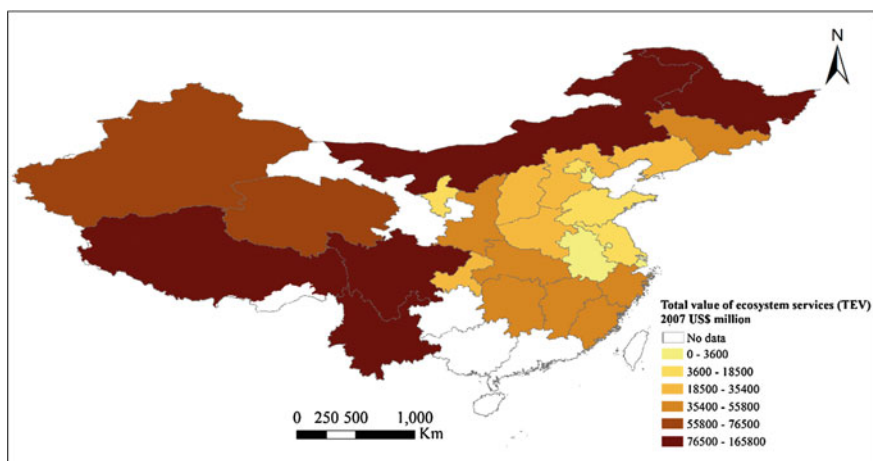 N
Total value of ecosystem services (TEV)
2007 US$ million
No data
0 - 3600
3600 - 18500
18500 - 35400
35400 - 55800
55800 - 76500
76500 - 165800
0 250 500 1,000
Km